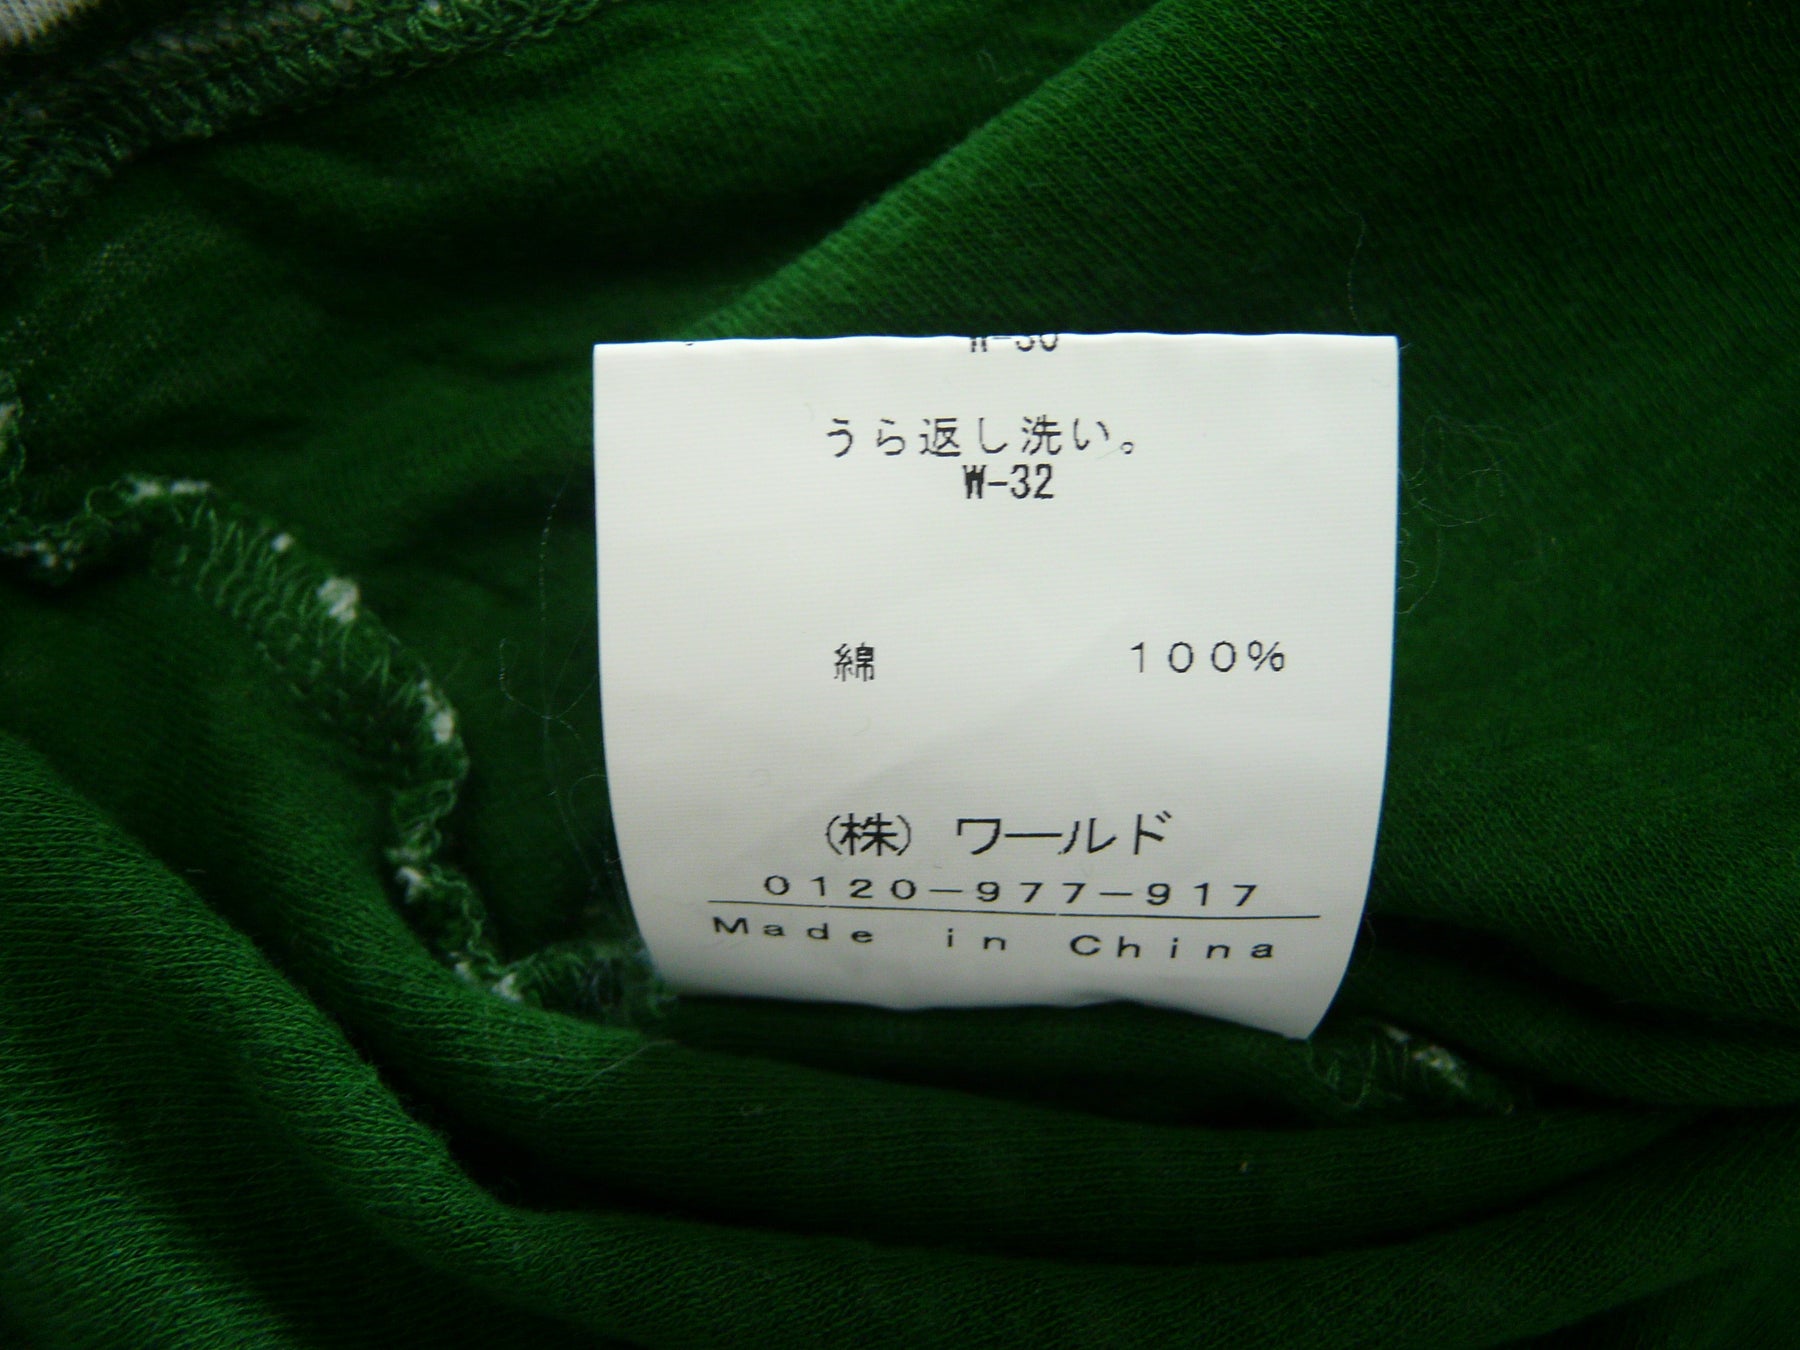 うら返し洗い。
W-32
綿 100%
(株) ワールド
0120-977-917
Made in China